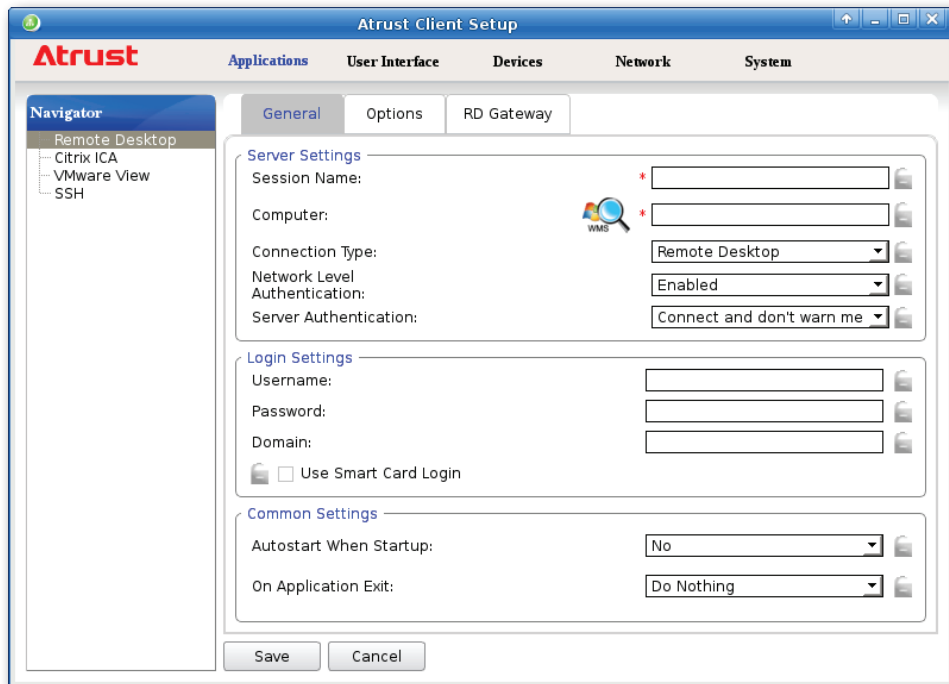 Atrust Client Setup
Atrust
Applications User Interface Devices Network System
Navigator
Remote Desktop
Citrix ICA
VMware View
SSH
General Options RD Gateway
Server Settings
Session Name: *
Computer: WMS *
Connection Type: Remote Desktop
Network Level
Authentication: Enabled
Server Authentication: Connect and don't warn me
Login Settings
Username:
Password:
Domain:
Use Smart Card Login
Common Settings
Autostart When Startup: No
On Application Exit: Do Nothing
Save Cancel